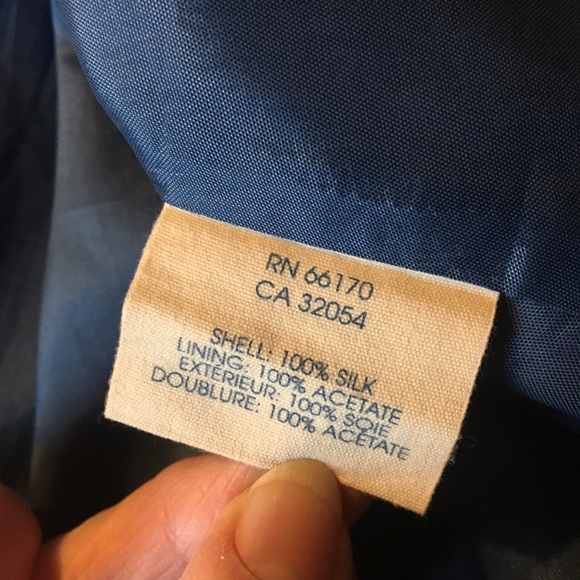 RN 66170
CA 32054
SHELL: 100% SILK
LINING: 100% ACETATE
EXTÉRIEUR: 100% SOIE
DOUBLURE: 100% ACÉTATE